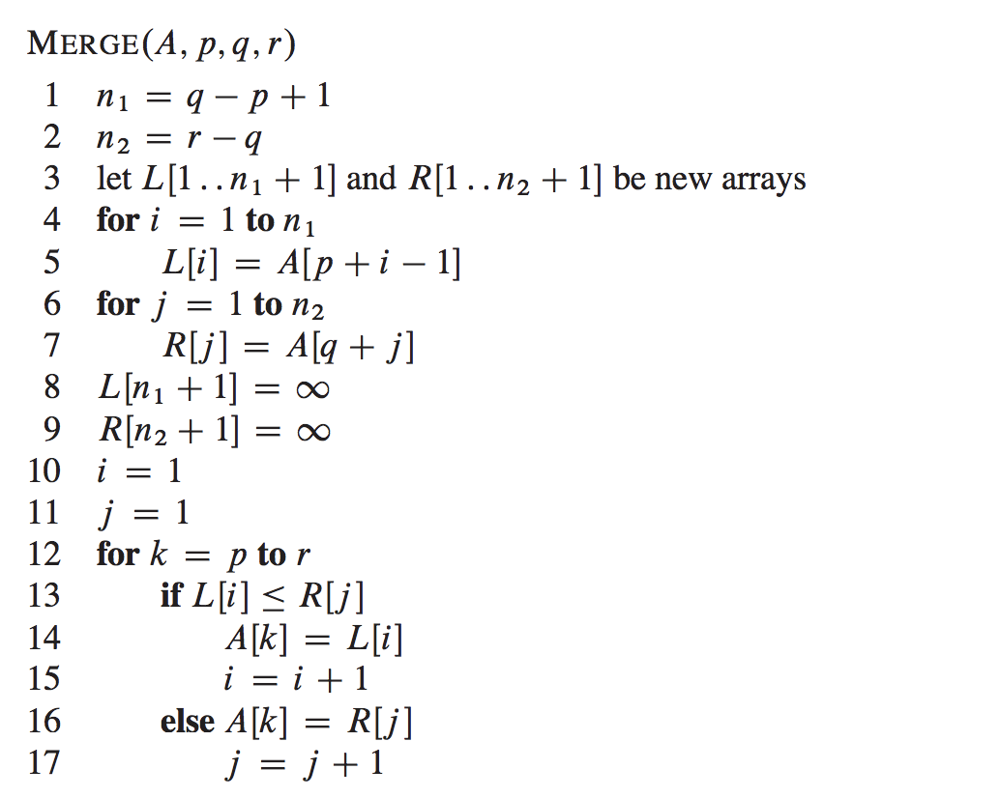 MERGE(A, p, q, r)
1 n₁ = q − p + 1
2 n₂ = r − q
3 let L[1 . . n₁ + 1] and R[1 . . n₂ + 1] be new arrays
4 for i = 1 to n₁
5 L[i] = A[p + i − 1]
6 for j = 1 to n₂
7 R[j] = A[q + j]
8 L[n₁ + 1] = ∞
9 R[n₂ + 1] = ∞
10 i = 1
11 j = 1
12 for k = p to r
13 if L[i] ≤ R[j]
14 A[k] = L[i]
15 i = i + 1
16 else A[k] = R[j]
17 j = j + 1